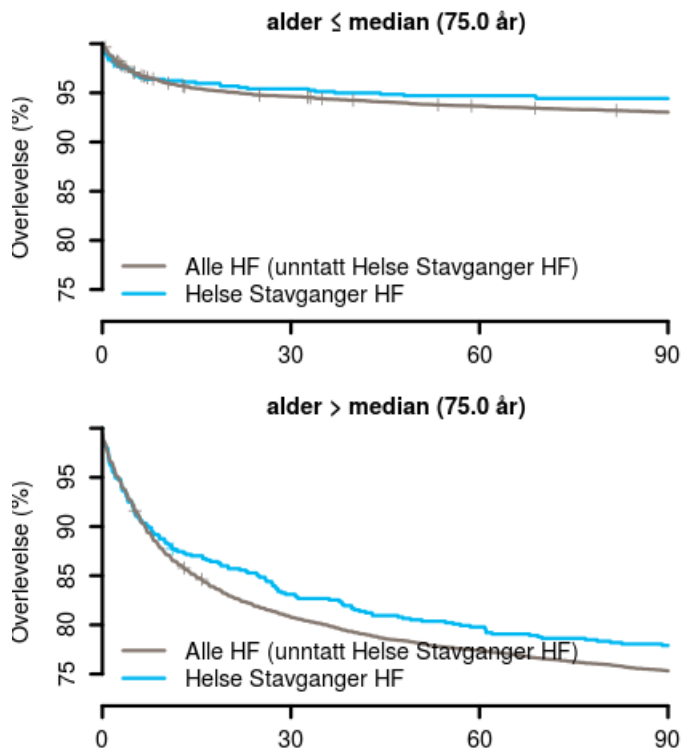 alder ≤ median (75.0 år)
Overlevelse (%)
95
90
85
80
75
Alle HF (unntatt Helse Stavganger HF)
Helse Stavganger HF
0 30 60 90
alder > median (75.0 år)
Overlevelse (%)
95
90
85
80
75
Alle HF (unntatt Helse Stavganger HF)
Helse Stavganger HF
0 30 60 90